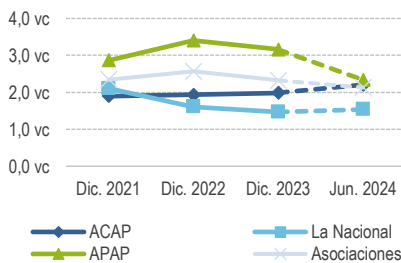 4,0 vc
3,0 vc
2,0 vc
1,0 vc
0,0 vc
Dic. 2021 Dic. 2022 Dic. 2023 Jun. 2024
ACAP La Nacional
APAP Asociaciones